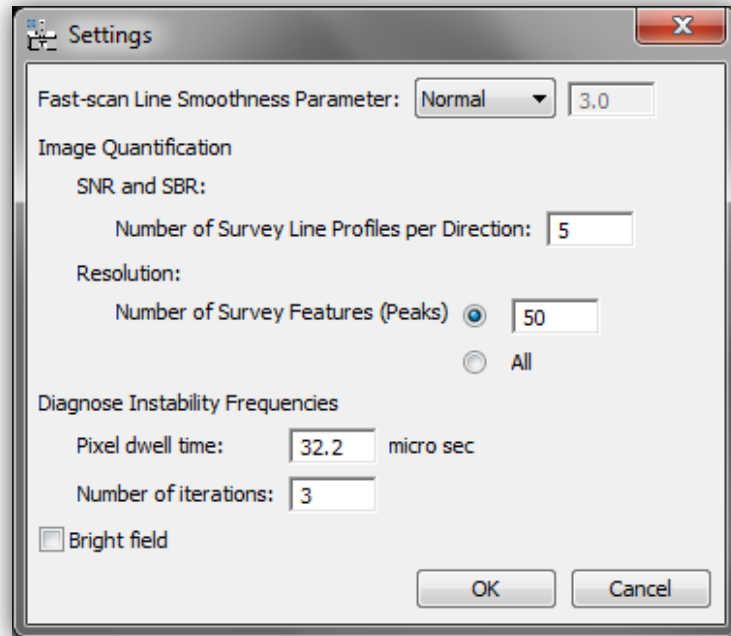 Settings
Fast-scan Line Smoothness Parameter: Normal 3.0
Image Quantification
SNR and SBR:
Number of Survey Line Profiles per Direction: 5
Resolution:
Number of Survey Features (Peaks) 50
All
Diagnose Instability Frequencies
Pixel dwell time: 32.2 micro sec
Number of iterations: 3
Bright field
OK Cancel